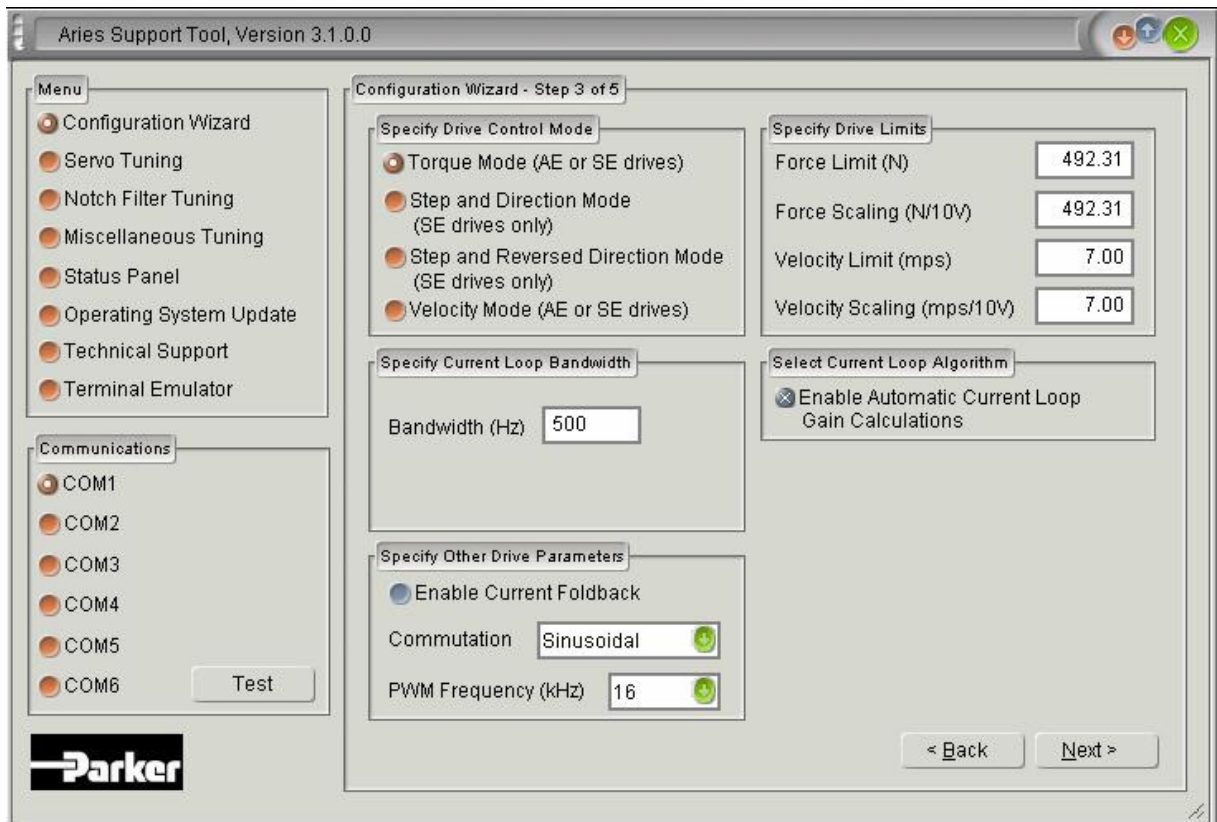 Aries Support Tool, Version 3.1.0.0
Menu
Configuration Wizard
Servo Tuning
Notch Filter Tuning
Miscellaneous Tuning
Status Panel
Operating System Update
Technical Support
Terminal Emulator
Communications
COM1
COM2
COM3
COM4
COM5
COM6
Test
Parker
Configuration Wizard - Step 3 of 5
Specify Drive Control Mode
Torque Mode (AE or SE drives)
Step and Direction Mode
(SE drives only)
Step and Reversed Direction Mode
(SE drives only)
Velocity Mode (AE or SE drives)
Specify Drive Limits
Force Limit (N) 492.31
Force Scaling (N/10V) 492.31
Velocity Limit (mps) 7.00
Velocity Scaling (mps/10V) 7.00
Specify Current Loop Bandwidth
Bandwidth (Hz) 500
Select Current Loop Algorithm
Enable Automatic Current Loop
Gain Calculations
Specify Other Drive Parameters
Enable Current Foldback
Commutation Sinusoidal
PWM Frequency (kHz) 16
< Back
Next >